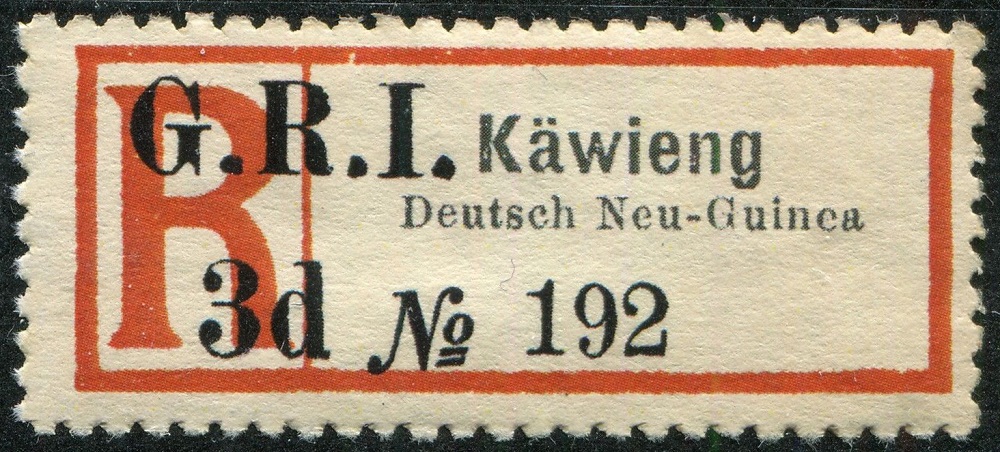 R
G.R.I. Käwieng
Deutsch Neu-Guinea
3d № 192